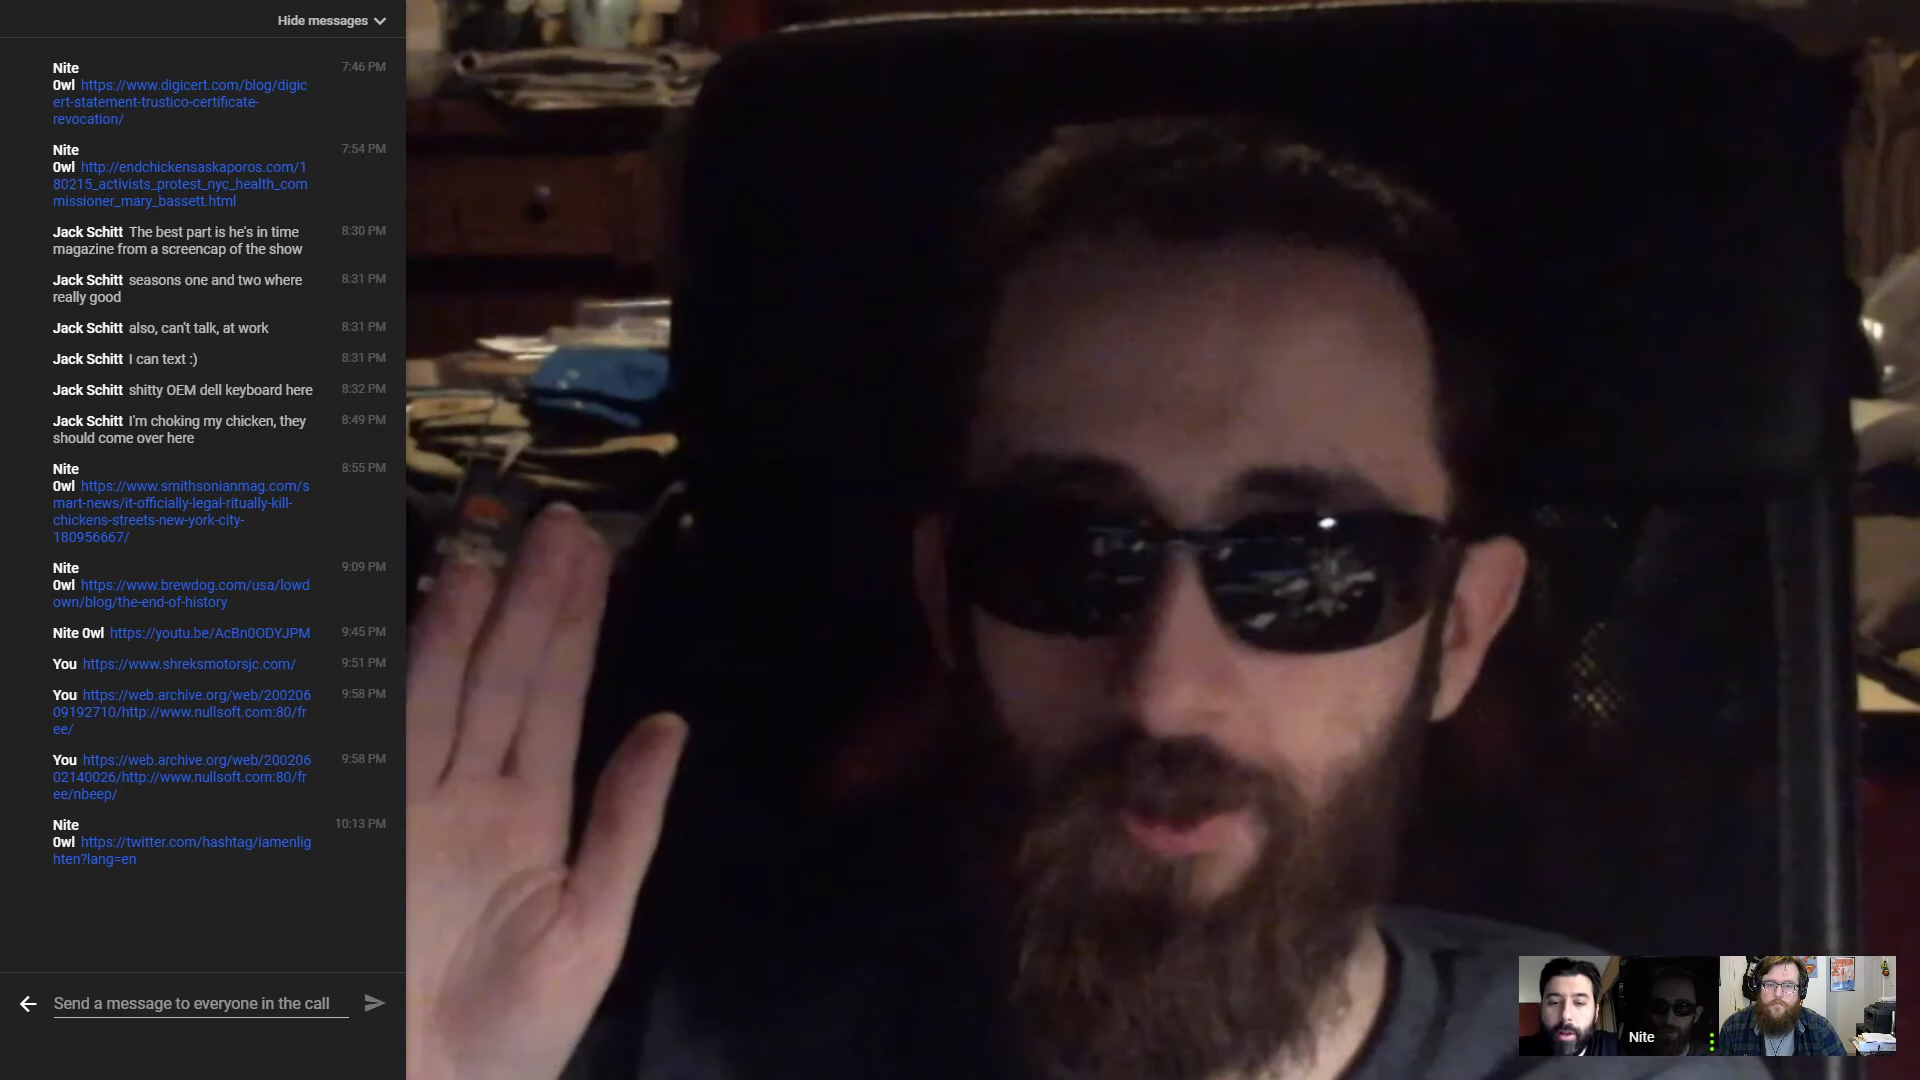 Hide messages
Nite 7:46 PM
0wl https://www.digicert.com/blog/digic
ert-statement-trustico-certificate-
revocation/
Nite 7:54 PM
0wl http://endchickensaskaporos.com/1
80215_activists_protest_nyc_health_com
missioner_mary_bassett.html
Jack Schitt The best part is he's in time 8:30 PM
magazine from a screencap of the show
Jack Schitt seasons one and two where 8:31 PM
really good
Jack Schitt also, can't talk, at work 8:31 PM
Jack Schitt I can text :) 8:31 PM
Jack Schitt shitty OEM dell keyboard here 8:32 PM
Jack Schitt I'm choking my chicken, they 8:49 PM
should come over here
Nite 8:55 PM
0wl https://www.smithsonianmag.com/s
mart-news/it-officially-legal-ritually-kill-
chickens-streets-new-york-city-
180956667/
Nite 9:09 PM
0wl https://www.brewdog.com/usa/lowd
own/blog/the-end-of-history
Nite 0wl https://youtu.be/AcBn0ODYJPM 9:45 PM
You https://www.shreksmotorsjc.com/ 9:51 PM
You https://web.archive.org/web/200206 9:58 PM
09192710/http://www.nullsoft.com:80/fr
ee/
You https://web.archive.org/web/200206 9:58 PM
02140026/http://www.nullsoft.com:80/fr
ee/nbeep/
Nite 10:13 PM
0wl https://twitter.com/hashtag/iamenlig
hten?lang=en
Send a message to everyone in the call
Nite